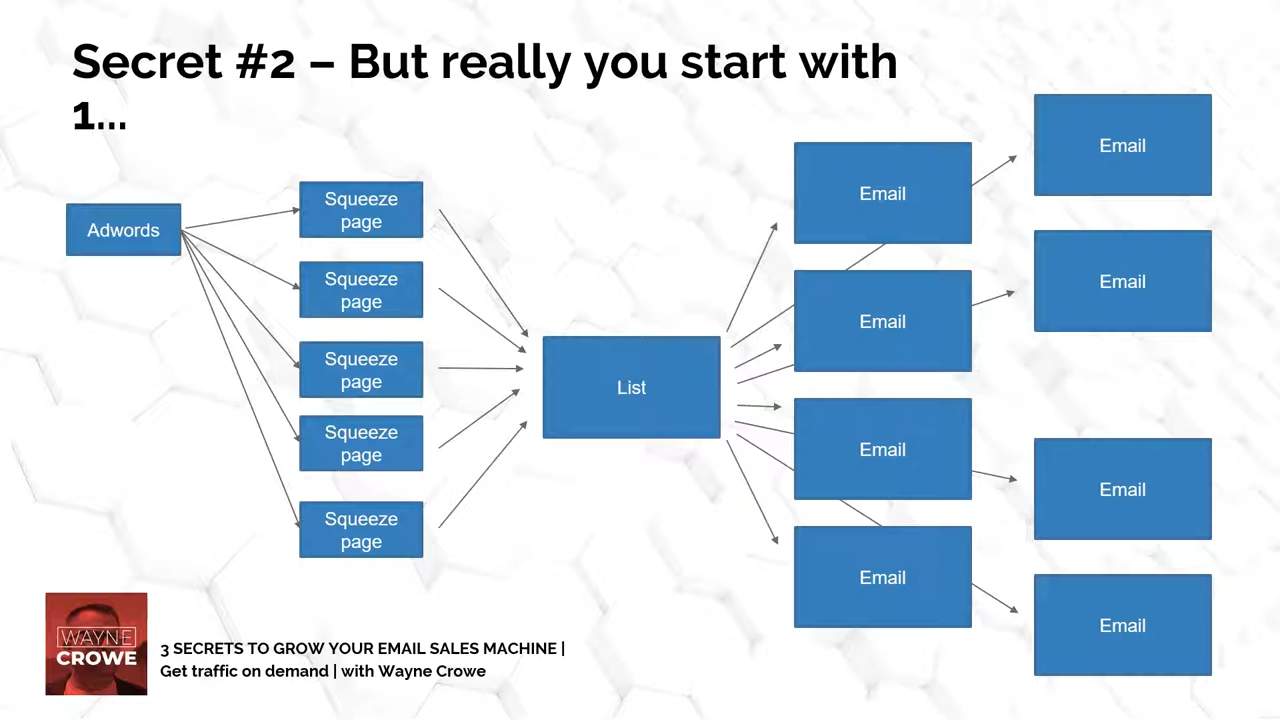 Secret #2 – But really you start with
1...
Adwords
Squeeze
page
Squeeze
page
Squeeze
page
Squeeze
page
Squeeze
page
List
Email
Email
Email
Email
Email
Email
Email
Email
WAYNE
CROWE
3 SECRETS TO GROW YOUR EMAIL SALES MACHINE |
Get traffic on demand | with Wayne Crowe